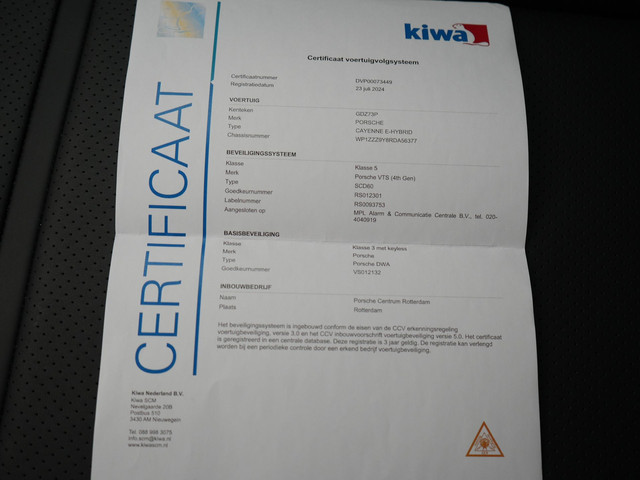 kiwa
Certificaat voertuigvolgsysteem
Certificaatnummer DVP00073449
Registratiedatum 23 juli 2024
VOERTUIG
Kenteken GDZ79P
Merk PORSCHE
Type CAYENNE E-HYBRID
Chassisnummer WP1ZZZ9Y8RDA56377
BEVEILIGINGSSYSTEEM
Klasse Klasse 5
Merk Porsche VTS (4th Gen)
Type SCD60
Goedkeurnummer RS012301
Labelnummer RS0093753
Aangesloten op MPL Alarm & Communicatie Centrale B.V., tel. 020-
4040919
BASISBEVEILIGING
Klasse Klasse 3 met keyless
Merk Porsche
Type Porsche DWA
Goedkeurnummer VS012132
INBOUWBEDRIJF
Naam Porsche Centrum Rotterdam
Plaats Rotterdam
Het beveiligingssysteem is ingebouwd conform de eisen van de CCV erkenningsregeling
voertuigbeveiliging, versie 3.0 en het CCV inbouwvoorschrift voertuigbeveiliging versie 5.0. Het certificaat
is geregistreerd in een centrale database. Deze registratie is 3 jaar geldig. De registratie kan verlengd
worden bij een periodieke controle door een erkend bedrijf voertuigbeveiliging.
CERTIFICAAT
Kiwa Nederland B.V.
Kiwa SCM
Nevelgaarde 20B
Postbus 510
3430 AM Nieuwegein
Tel. 088 998 3075
info.scm@kiwa.nl
www.kiwascm.nl